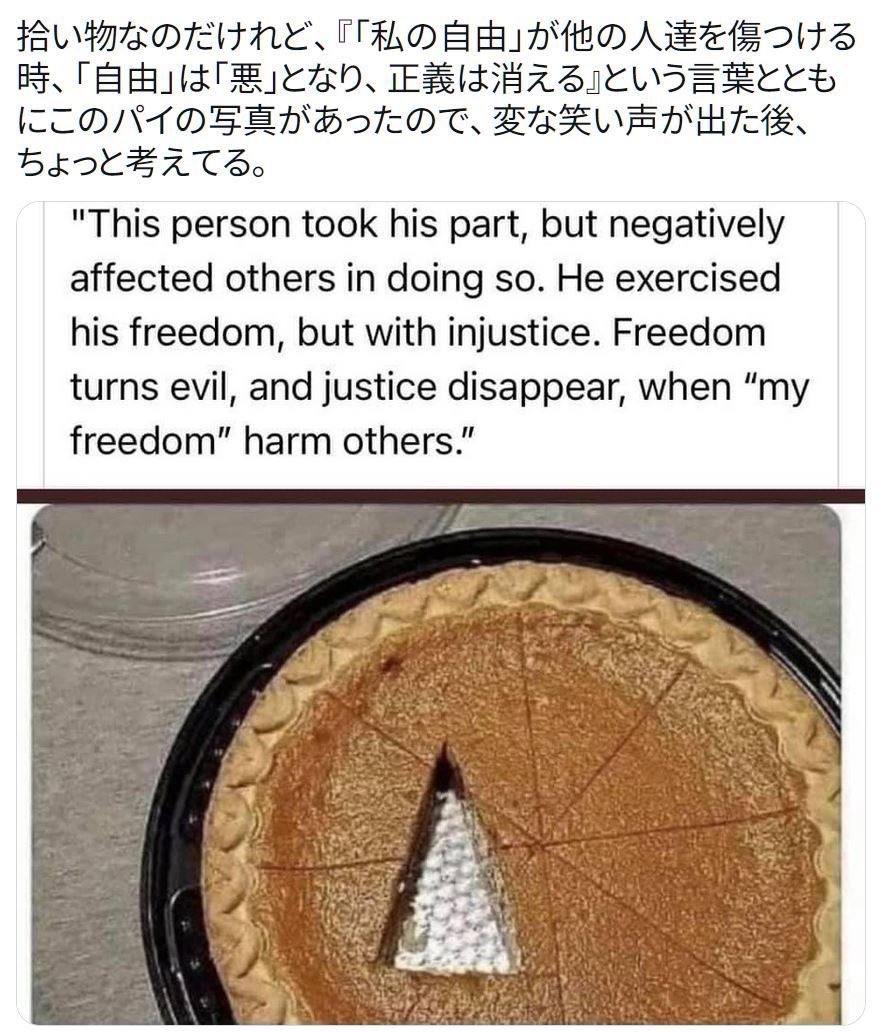 拾い物なのだけれど、『「私の自由」が他の人達を傷つける
時、「自由」は「悪」となり、正義は消える』という言葉ととも
にこのパイの写真があったので、変な笑い声が出た後、
ちょっと考えてる。
"This person took his part, but negatively
affected others in doing so. He exercised
his freedom, but with injustice. Freedom
turns evil, and justice disappear, when “my
freedom” harm others.”